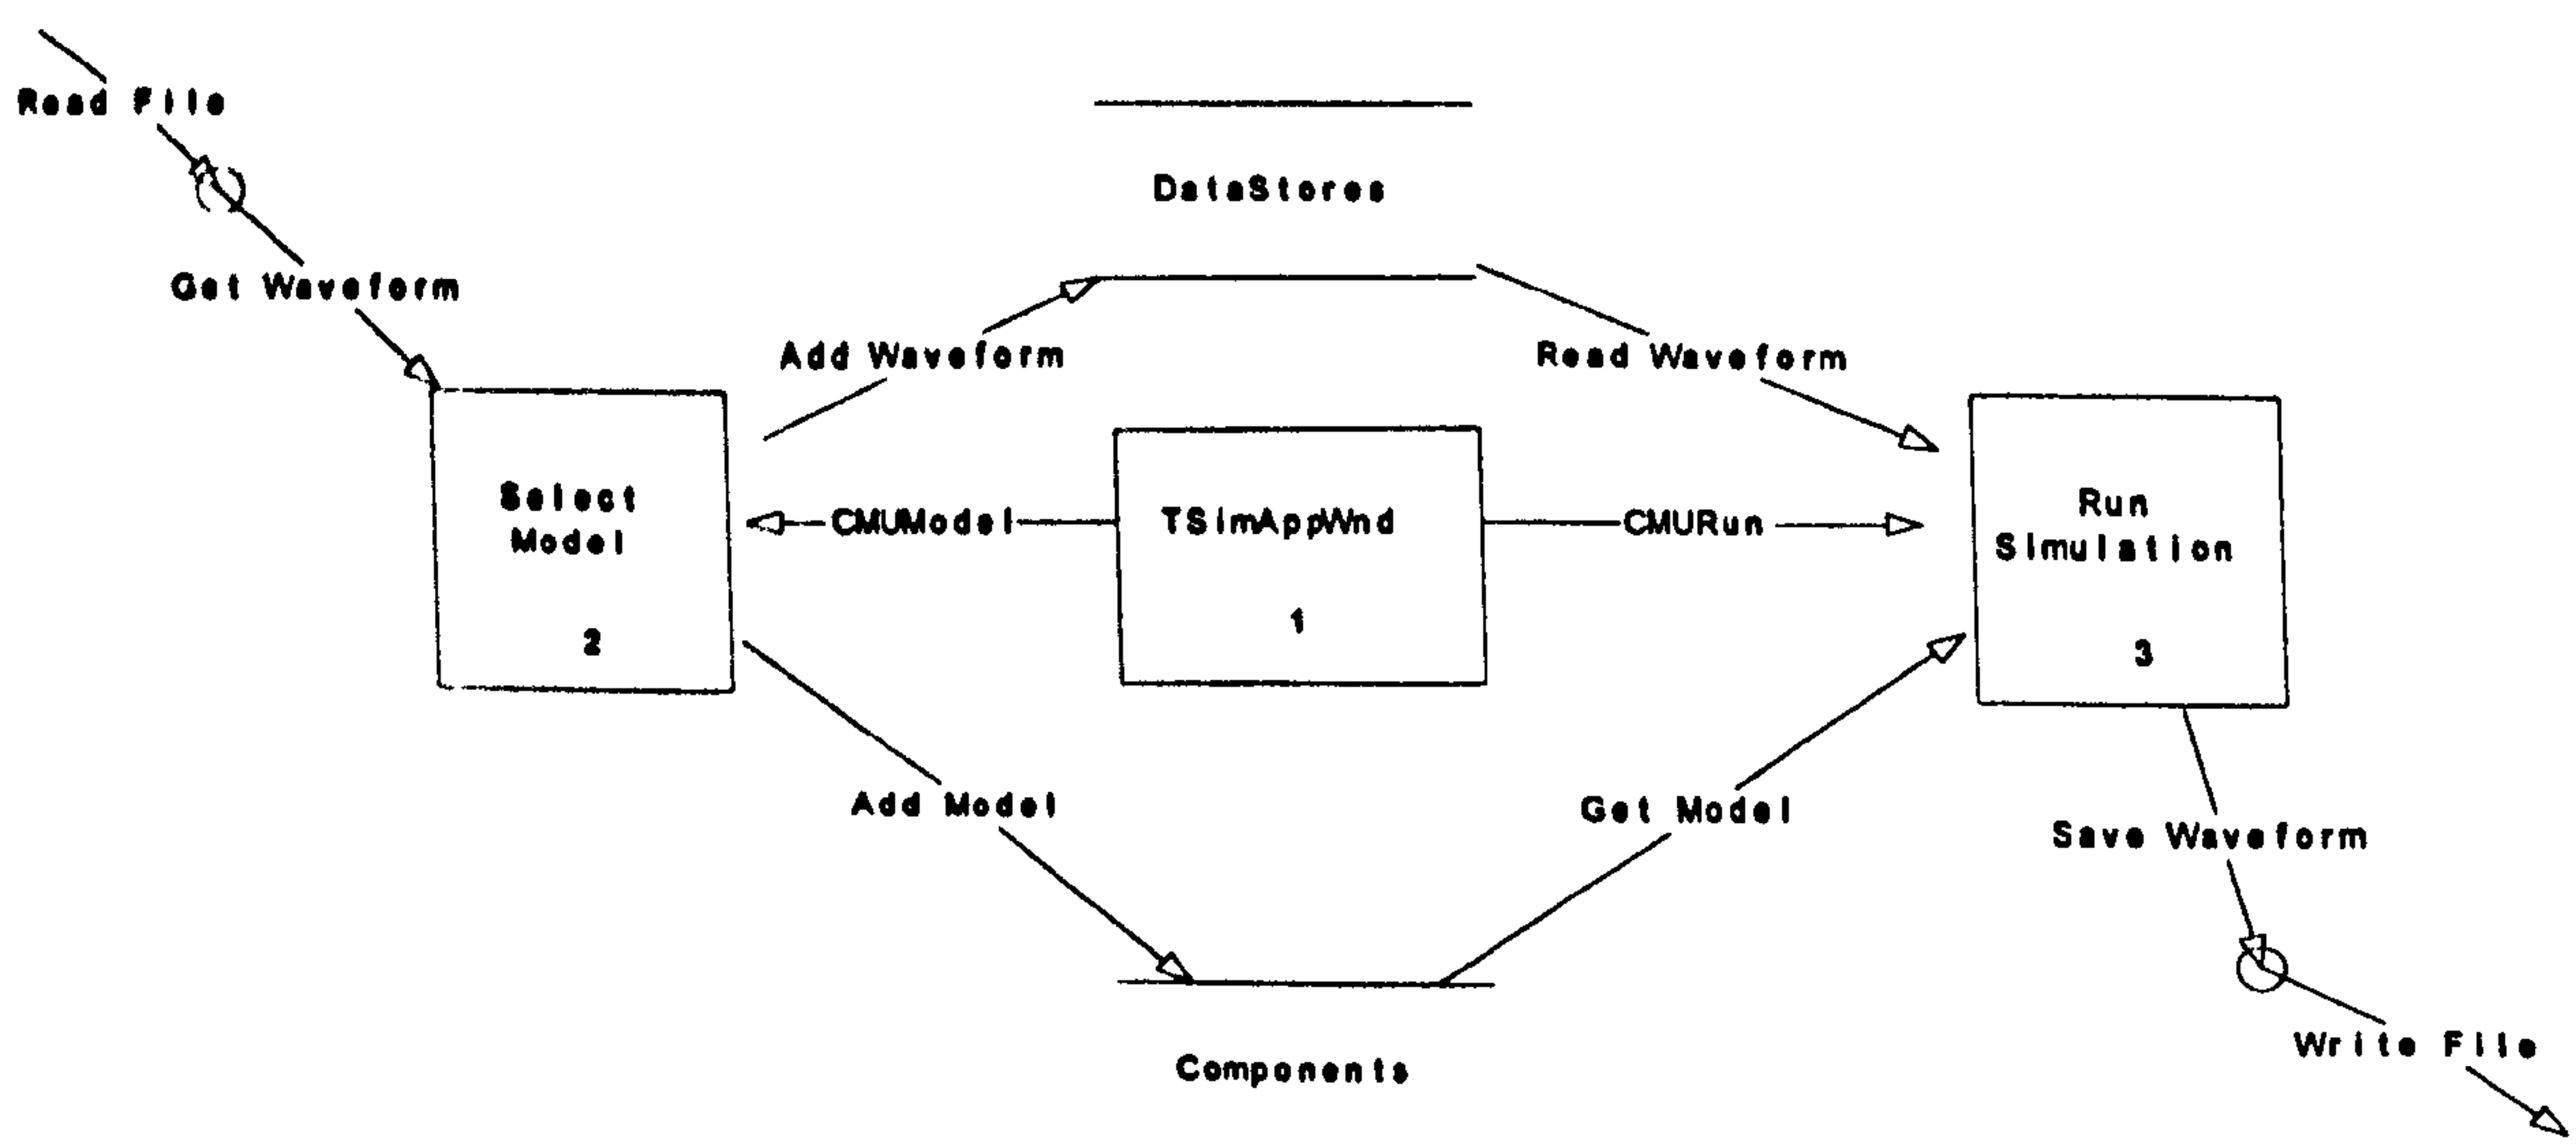 Read File
DataStores
Get Waveform
Add Waveform
Read Waveform
Select
Model
2
CMUModel
TSimAppWnd
1
CMURun
Run
Simulation
3
Add Model
Get Model
Save Waveform
Write File
Components